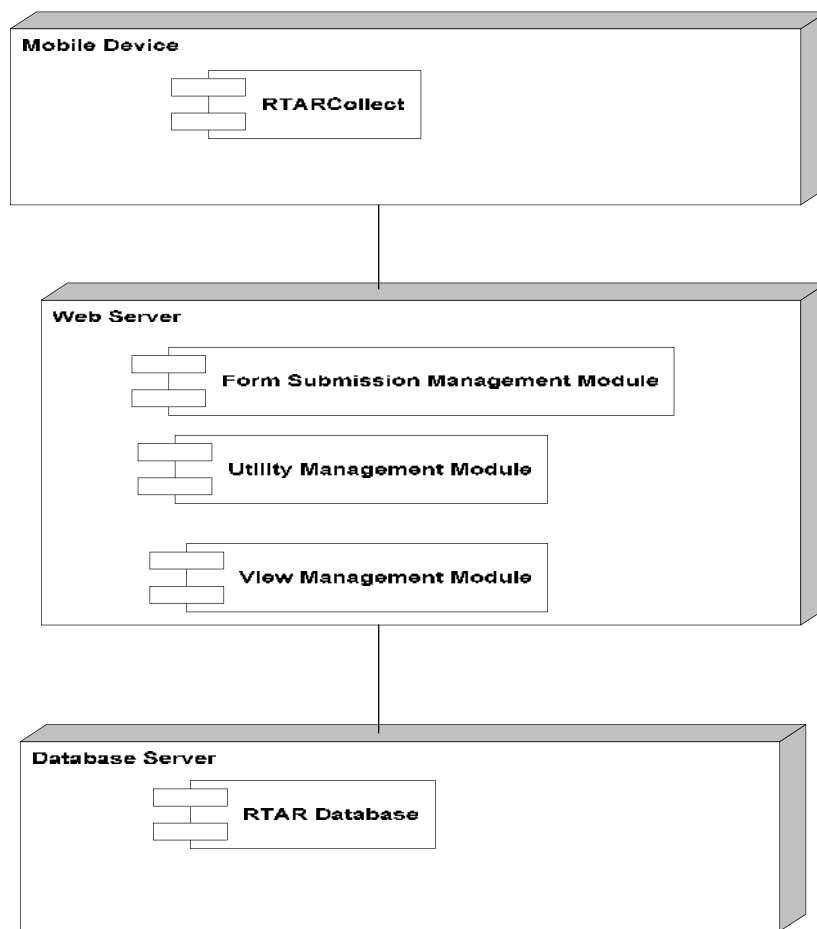 Mobile Device
RTARCollect
Web Server
Form Submission Management Module
Utility Management Module
View Management Module
Database Server
RTAR Database